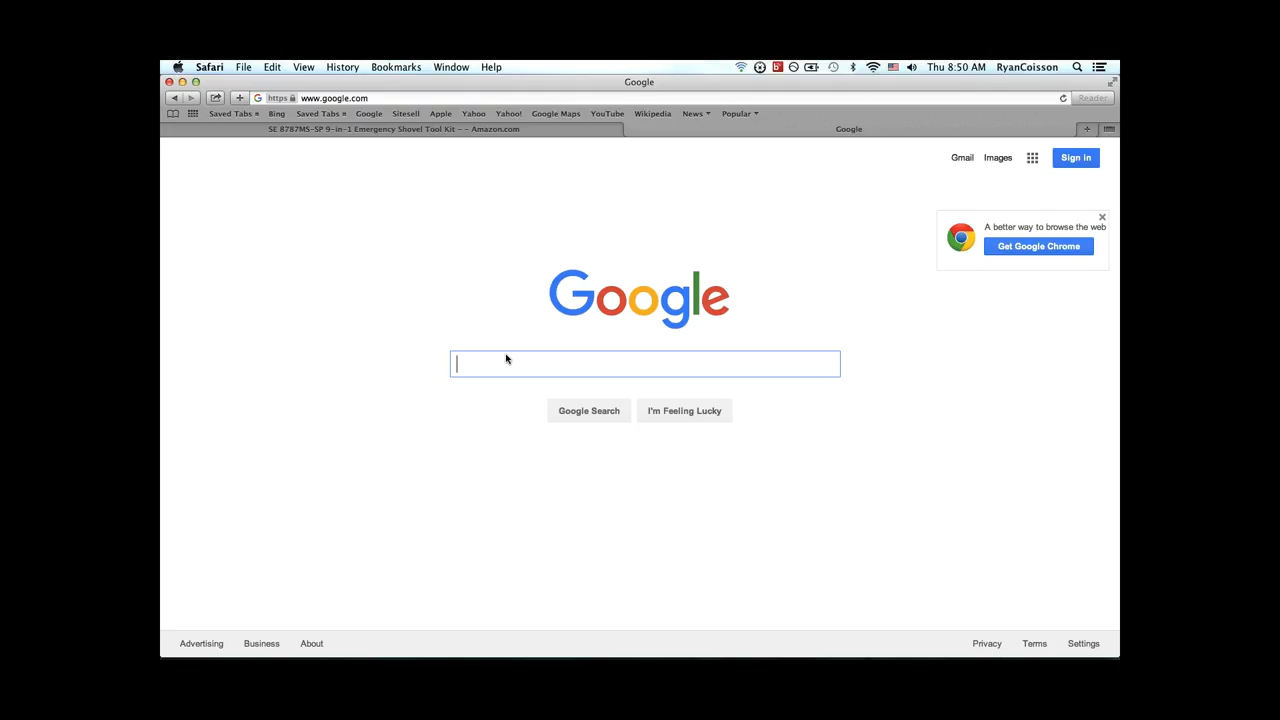 Safari File Edit View History Bookmarks Window Help Thu 8:50 AM RyanCoisson
Google
https www.google.com Reader
Saved Tabs Bing Saved Tabs Google Sitesell Apple Yahoo Yahoo! Google Maps YouTube Wikipedia News Popular
SE 8787MS-SP 9-in-1 Emergency Shovel Tool Kit - - Amazon.com Google
Gmail Images Sign in
A better way to browse the web
Get Google Chrome
Google
Google Search I'm Feeling Lucky
Advertising Business About Privacy Terms Settings